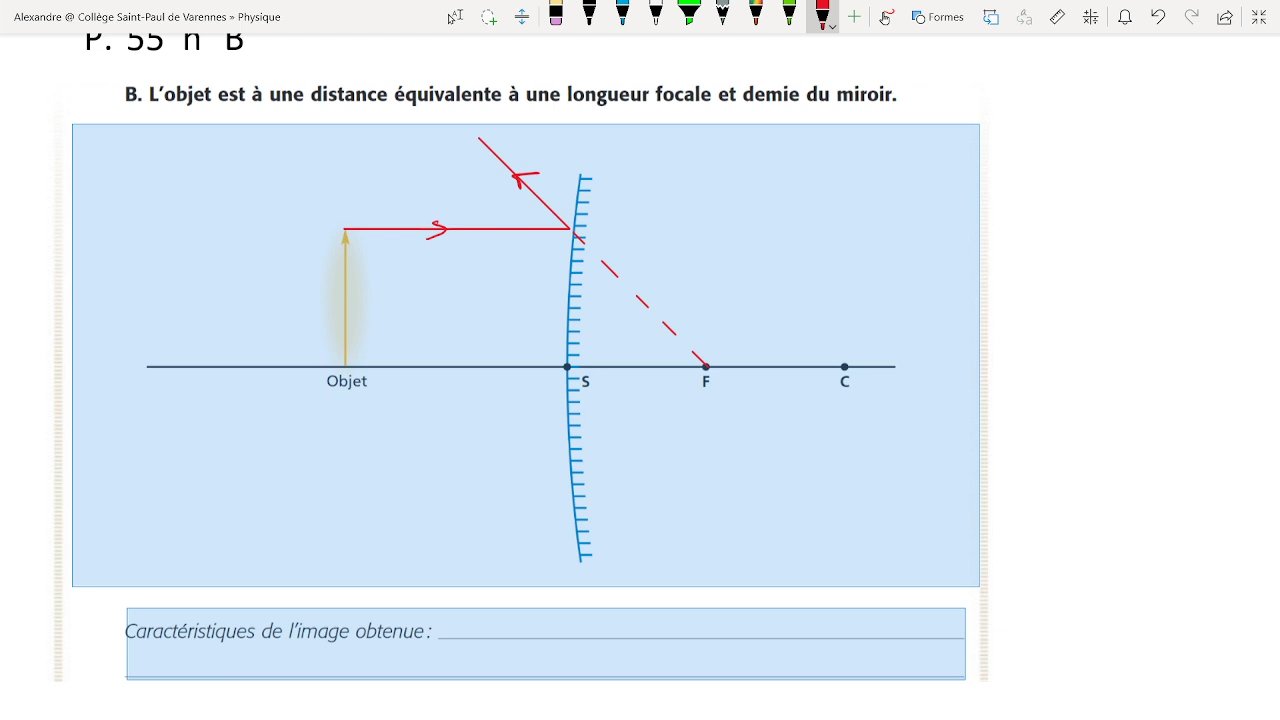 exandre @ Collège Saint-Paul de Varennes » Physique
Formes
P. 55 n B
B. L'objet est à une distance équivalente à une longueur focale et demie du miroir.
Objet
S
F
C
Caractéristiques de l'image obtenue :